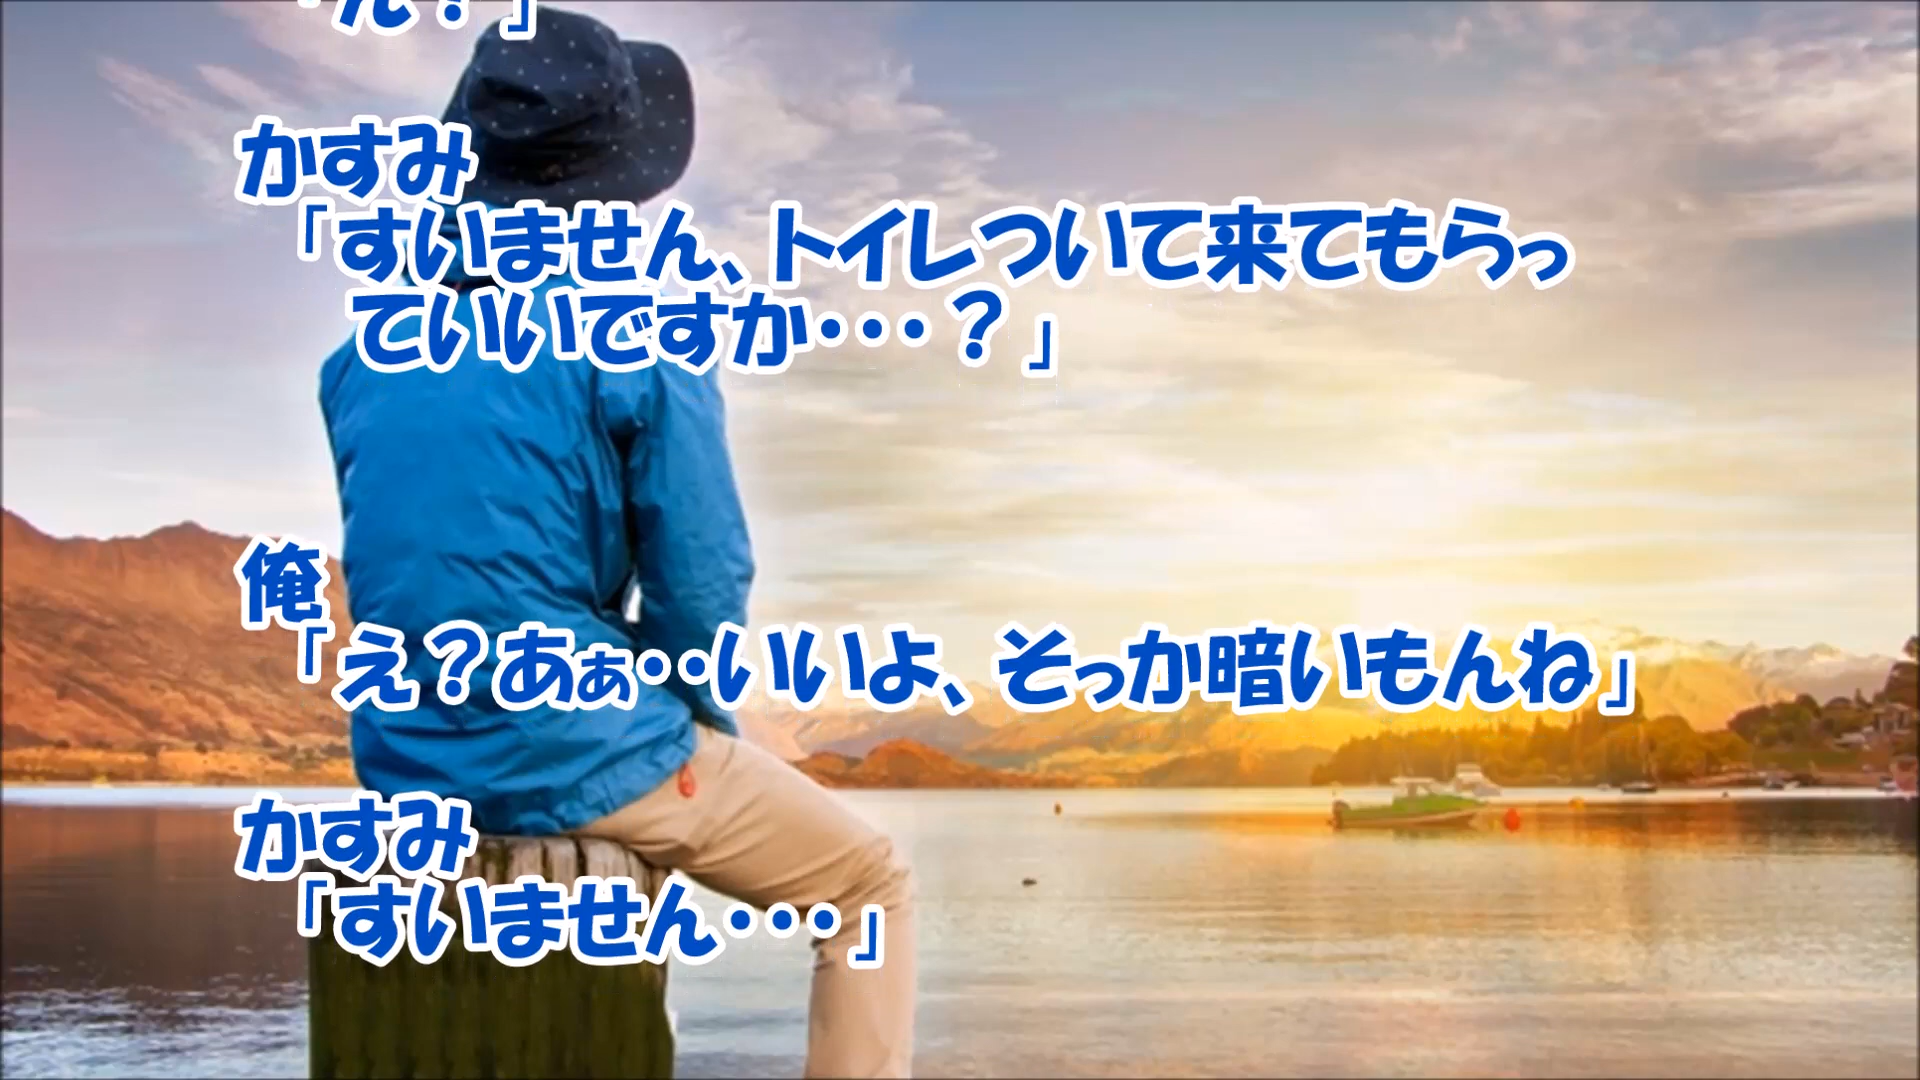 ん？」
かすみ
「すいません、トイレついて来てもらっ
ていいですか・・・？」
俺
「え？あぁ・・いいよ、そっか暗いもんね」
かすみ
「すいません・・・」